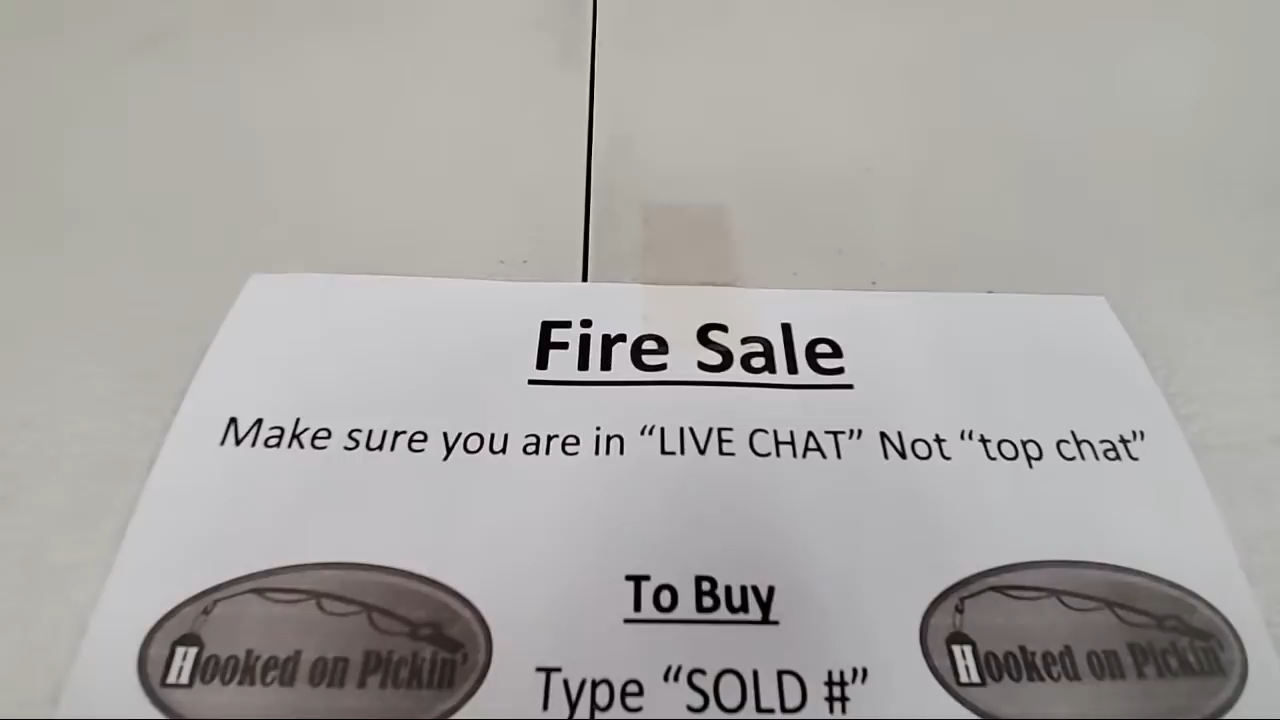 Fire Sale
Make sure you are in “LIVE CHAT” Not “top chat”
To Buy
Hooked on Pickin’
Hooked on Pickin’
Type “SOLD #”